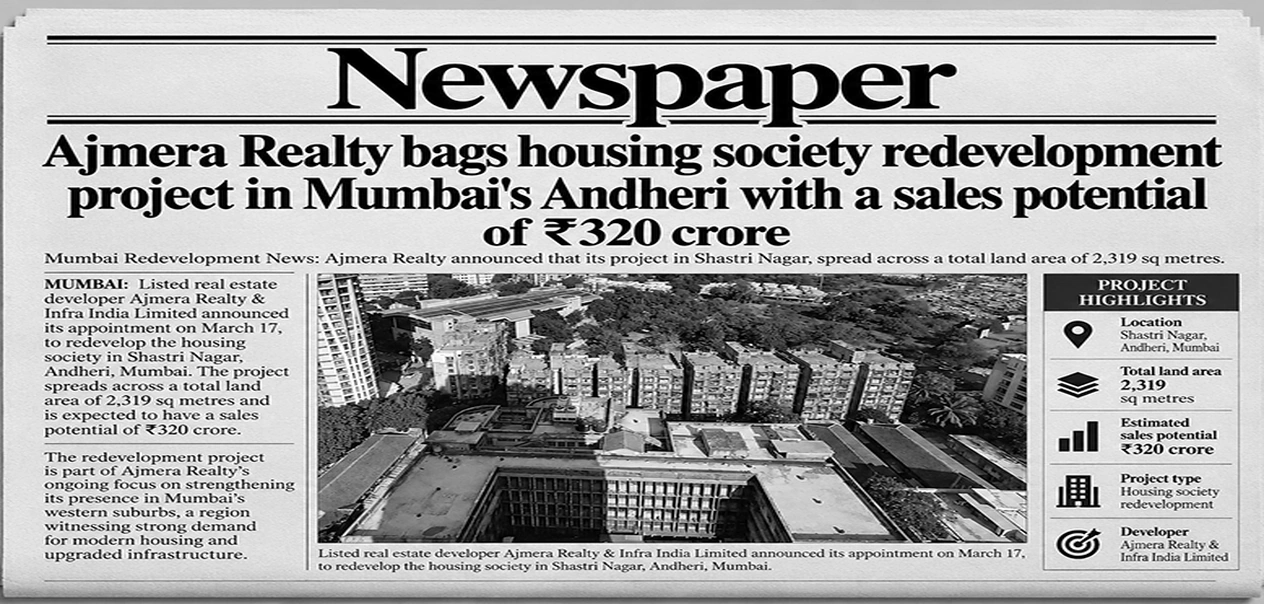 Newspaper
Ajmera Realty bags housing society redevelopment
project in Mumbai's Andheri with a sales potential
of ₹320 crore
Mumbai Redevelopment News: Ajmera Realty announced that its project in Shastri Nagar, spread across a total land area of 2,319 sq metres.
MUMBAI: Listed real estate
developer Ajmera Realty &
Infra India Limited announced
its appointment on March 17,
to redevelop the housing
society in Shastri Nagar,
Andheri, Mumbai. The project
spreads across a total land
area of 2,319 sq metres and
is expected to have a sales
potential of ₹320 crore.
The redevelopment project
is part of Ajmera Realty's
ongoing focus on strengthening
its presence in Mumbai's
western suburbs, a region
witnessing strong demand
for modern housing and
upgraded infrastructure.
Listed real estate developer Ajmera Realty & Infra India Limited announced its appointment on March 17,
to redevelop the housing society in Shastri Nagar, Andheri, Mumbai.
PROJECT
HIGHLIGHTS
Location
Shastri Nagar,
Andheri, Mumbai
Total land area
2,319
sq metres
Estimated
sales potential
₹320 crore
Project type
Housing society
redevelopment
Developer
Ajmera Realty &
Infra India Limited